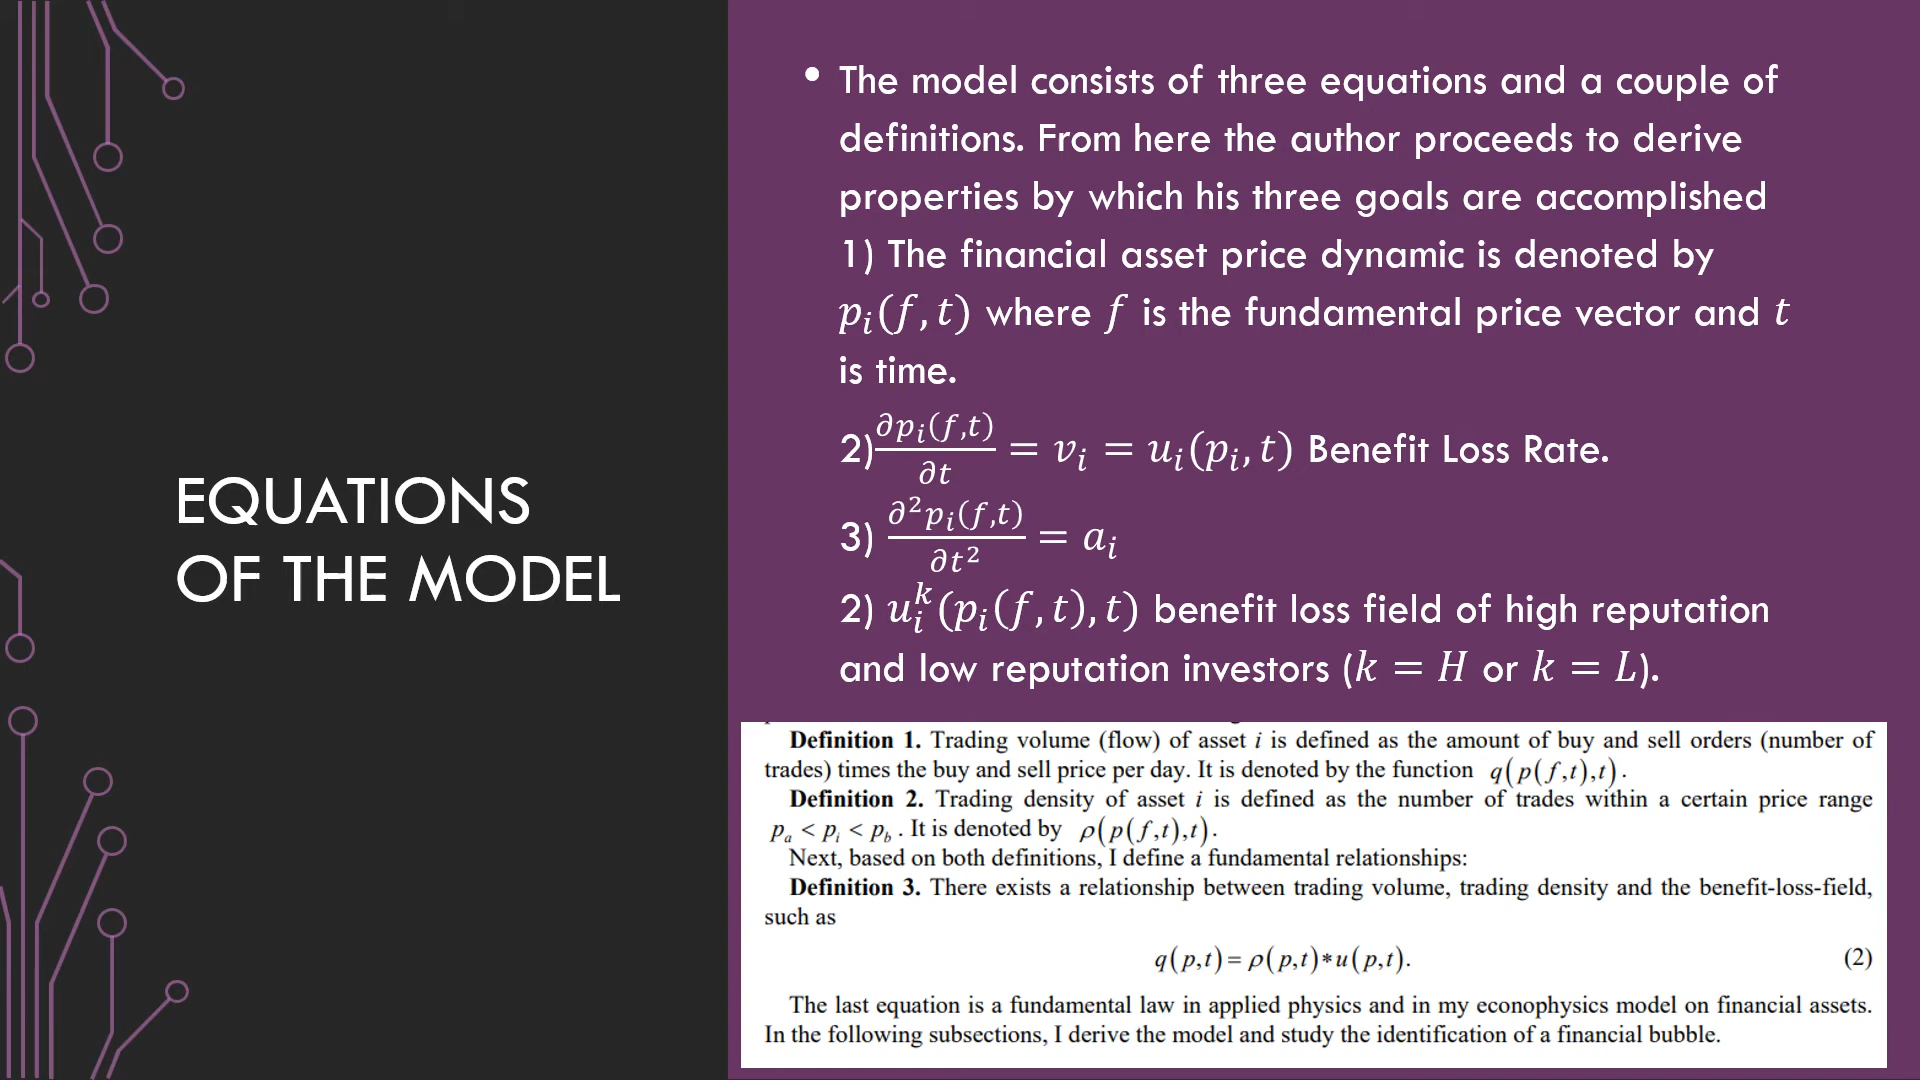 EQUATIONS
OF THE MODEL
• The model consists of three equations and a couple of
definitions. From here the author proceeds to derive
properties by which his three goals are accomplished
1) The financial asset price dynamic is denoted by
𝑝ᵢ(𝑓, 𝑡) where 𝑓 is the fundamental price vector and 𝑡
is time.
2) ∂𝑝ᵢ(𝑓,𝑡)/∂𝑡 = 𝑣ᵢ = 𝑢ᵢ(𝑝ᵢ, 𝑡) Benefit Loss Rate.
3) ∂²𝑝ᵢ(𝑓,𝑡)/∂𝑡² = 𝑎ᵢ
2) 𝑢ᵢᵏ(𝑝ᵢ(𝑓, 𝑡), 𝑡) benefit loss field of high reputation
and low reputation investors (𝑘 = 𝐻 or 𝑘 = 𝐿).
Definition 1. Trading volume (flow) of asset i is defined as the amount of buy and sell orders (number of
trades) times the buy and sell price per day. It is denoted by the function q(p(f,t),t).
Definition 2. Trading density of asset i is defined as the number of trades within a certain price range
pₐ < pᵢ < p_b . It is denoted by ρ(p(f,t),t).
Next, based on both definitions, I define a fundamental relationships:
Definition 3. There exists a relationship between trading volume, trading density and the benefit-loss-field,
such as
q(p,t)=ρ(p,t)*u(p,t). (2)
The last equation is a fundamental law in applied physics and in my econophysics model on financial assets.
In the following subsections, I derive the model and study the identification of a financial bubble.